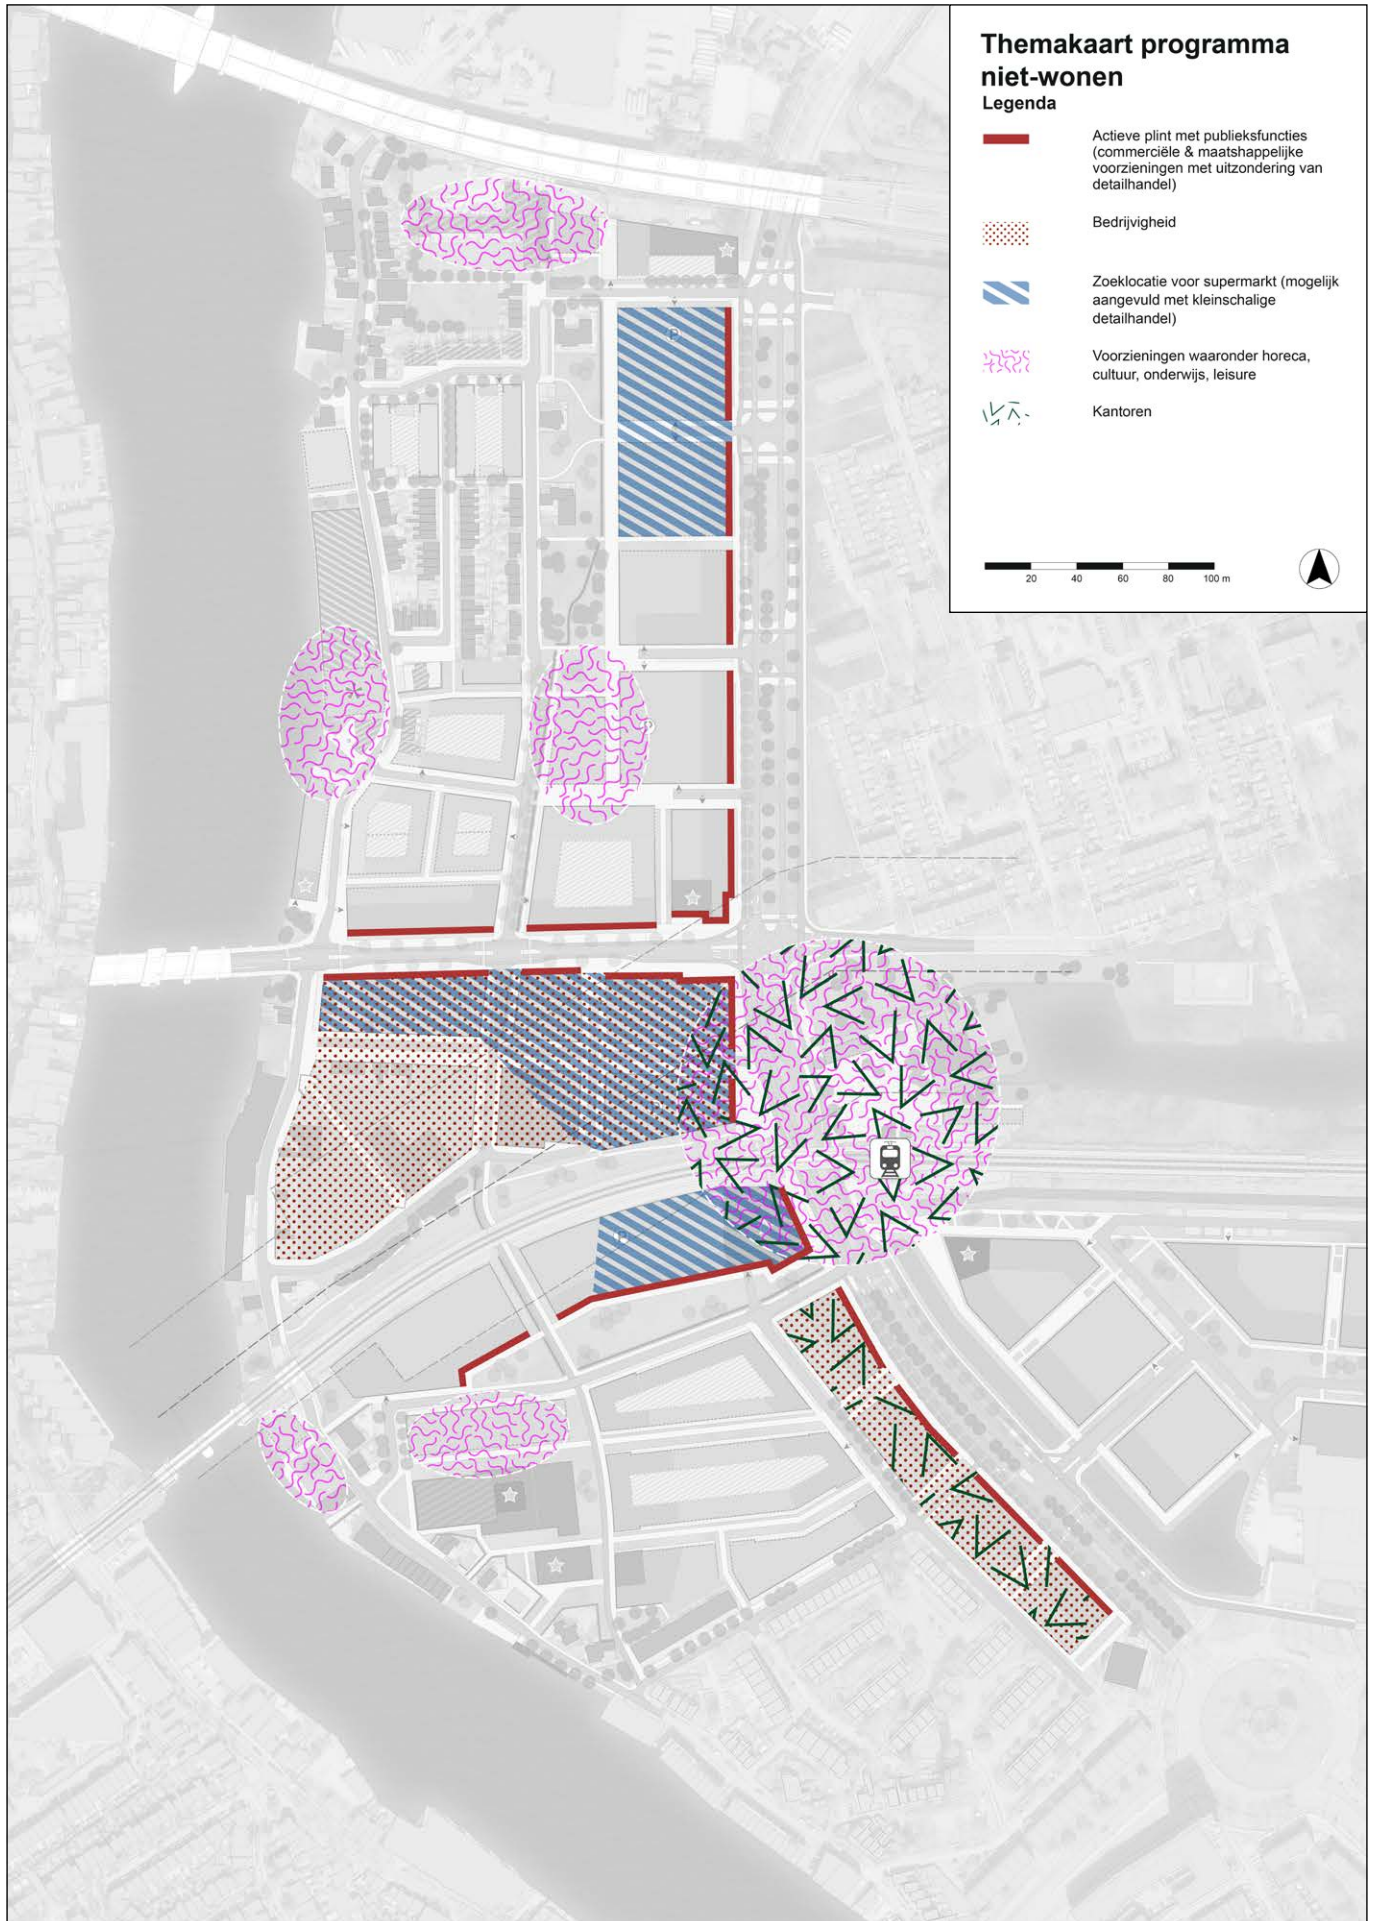 Themakaart programma
niet-wonen
Legenda
Actieve plint met publieksfuncties
(commerciële & maatshappelijke
voorzieningen met uitzondering van
detailhandel)
Bedrijvigheid
Zoeklocatie voor supermarkt (mogelijk
aangevuld met kleinschalige
detailhandel)
Voorzieningen waaronder horeca,
cultuur, onderwijs, leisure
Kantoren
20 40 60 80 100 m
P
P